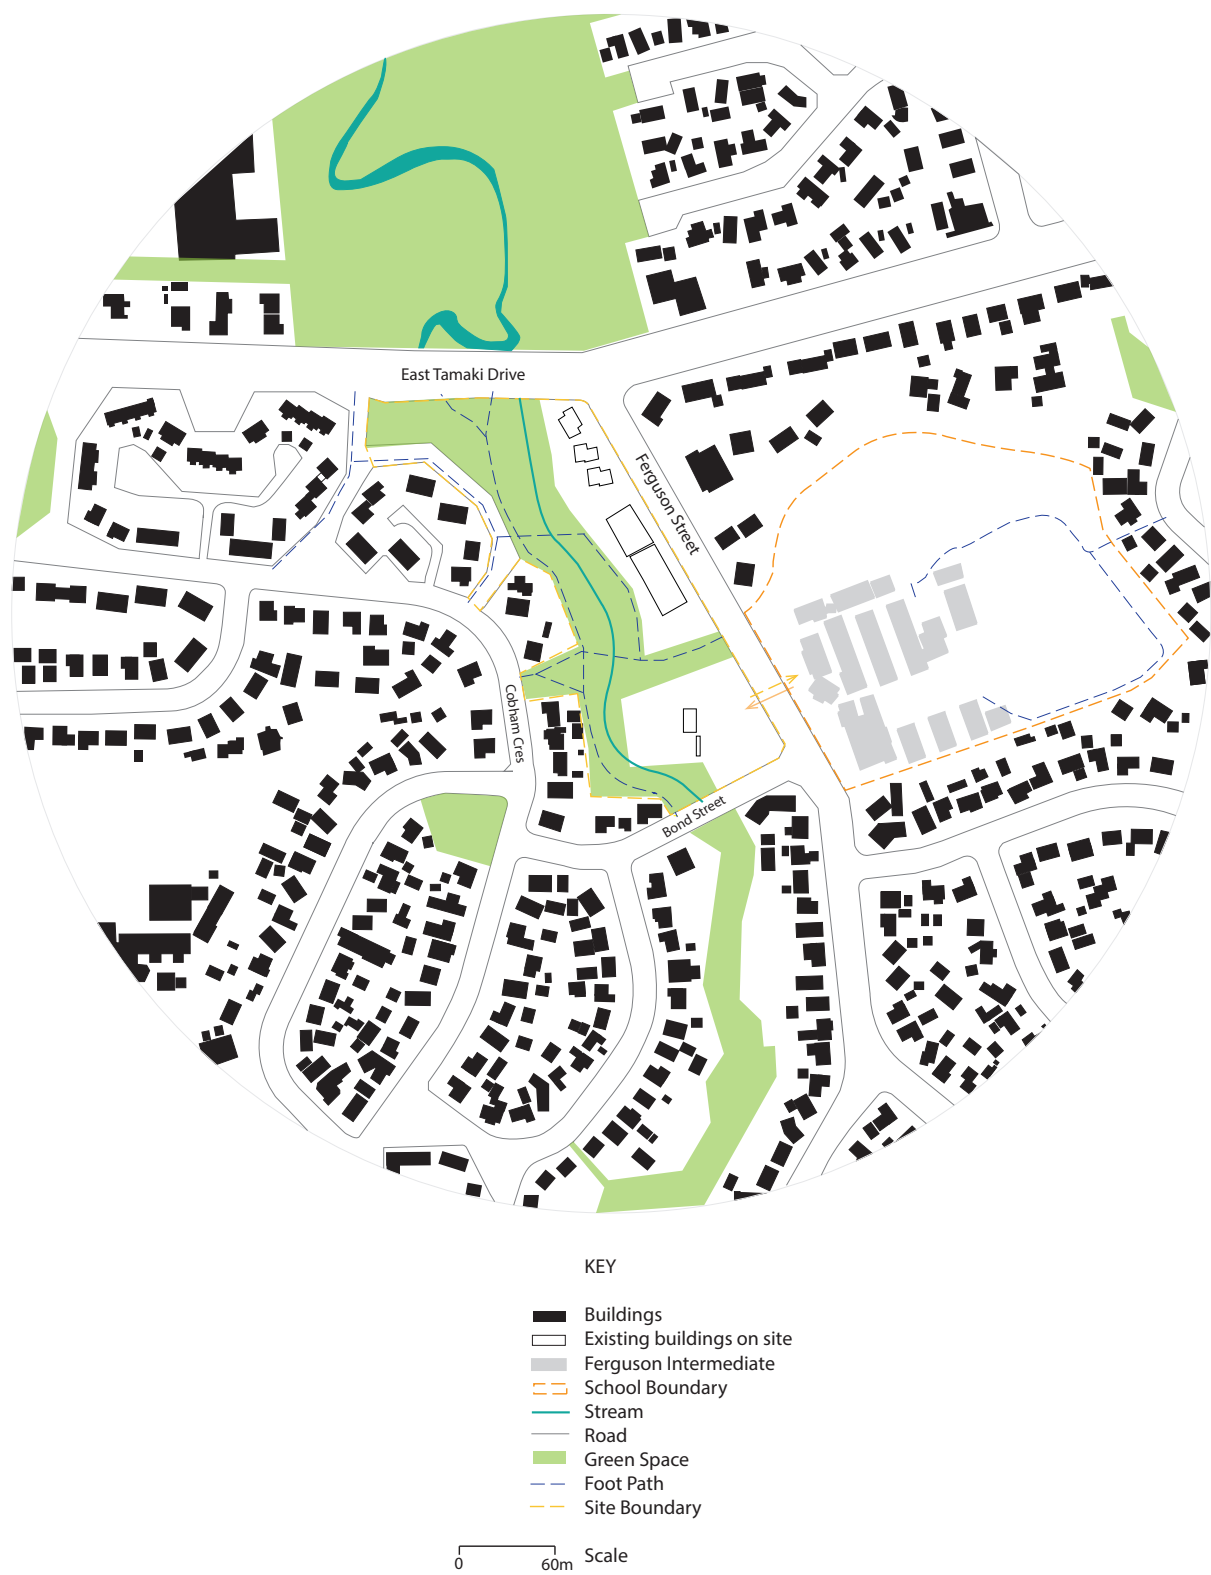 East Tamaki Drive
Ferguson Street
Cobham Cres
Bond Street
KEY
Buildings
Existing buildings on site
Ferguson Intermediate
School Boundary
Stream
Road
Green Space
Foot Path
Site Boundary
0 60m Scale